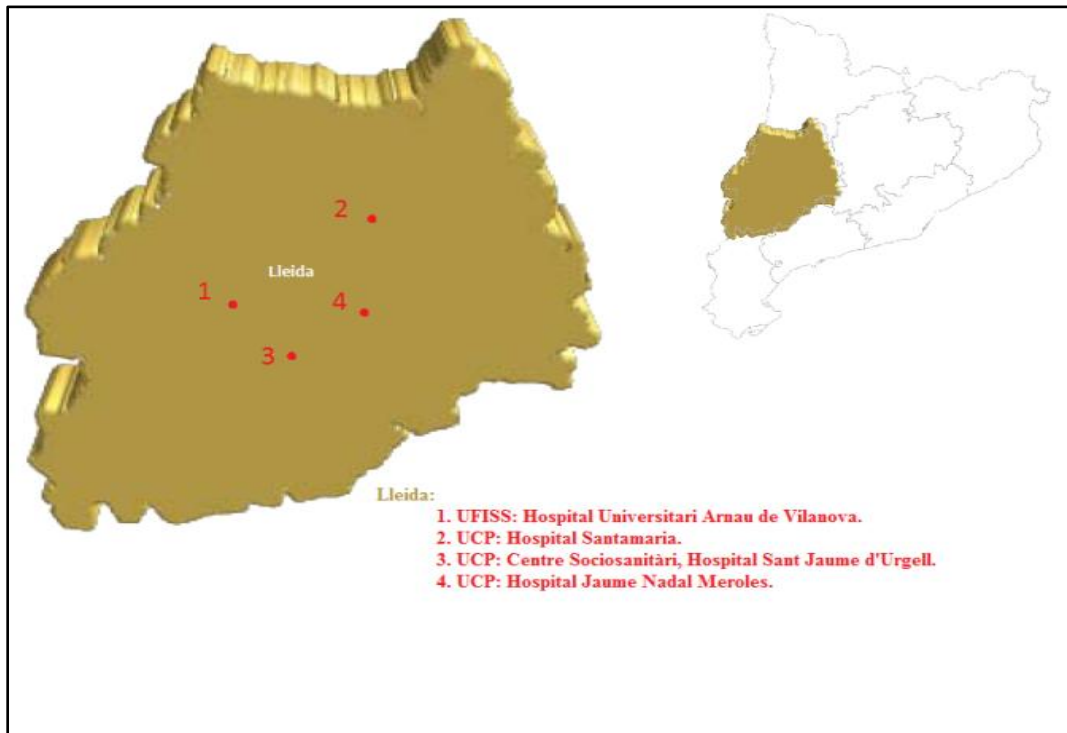 2
Lleida
1
4
3
Lleida:
1. UFISS: Hospital Universitari Arnau de Vilanova.
2. UCP: Hospital Santamaria.
3. UCP: Centre Sociosanitàri, Hospital Sant Jaume d'Urgell.
4. UCP: Hospital Jaume Nadal Meroles.